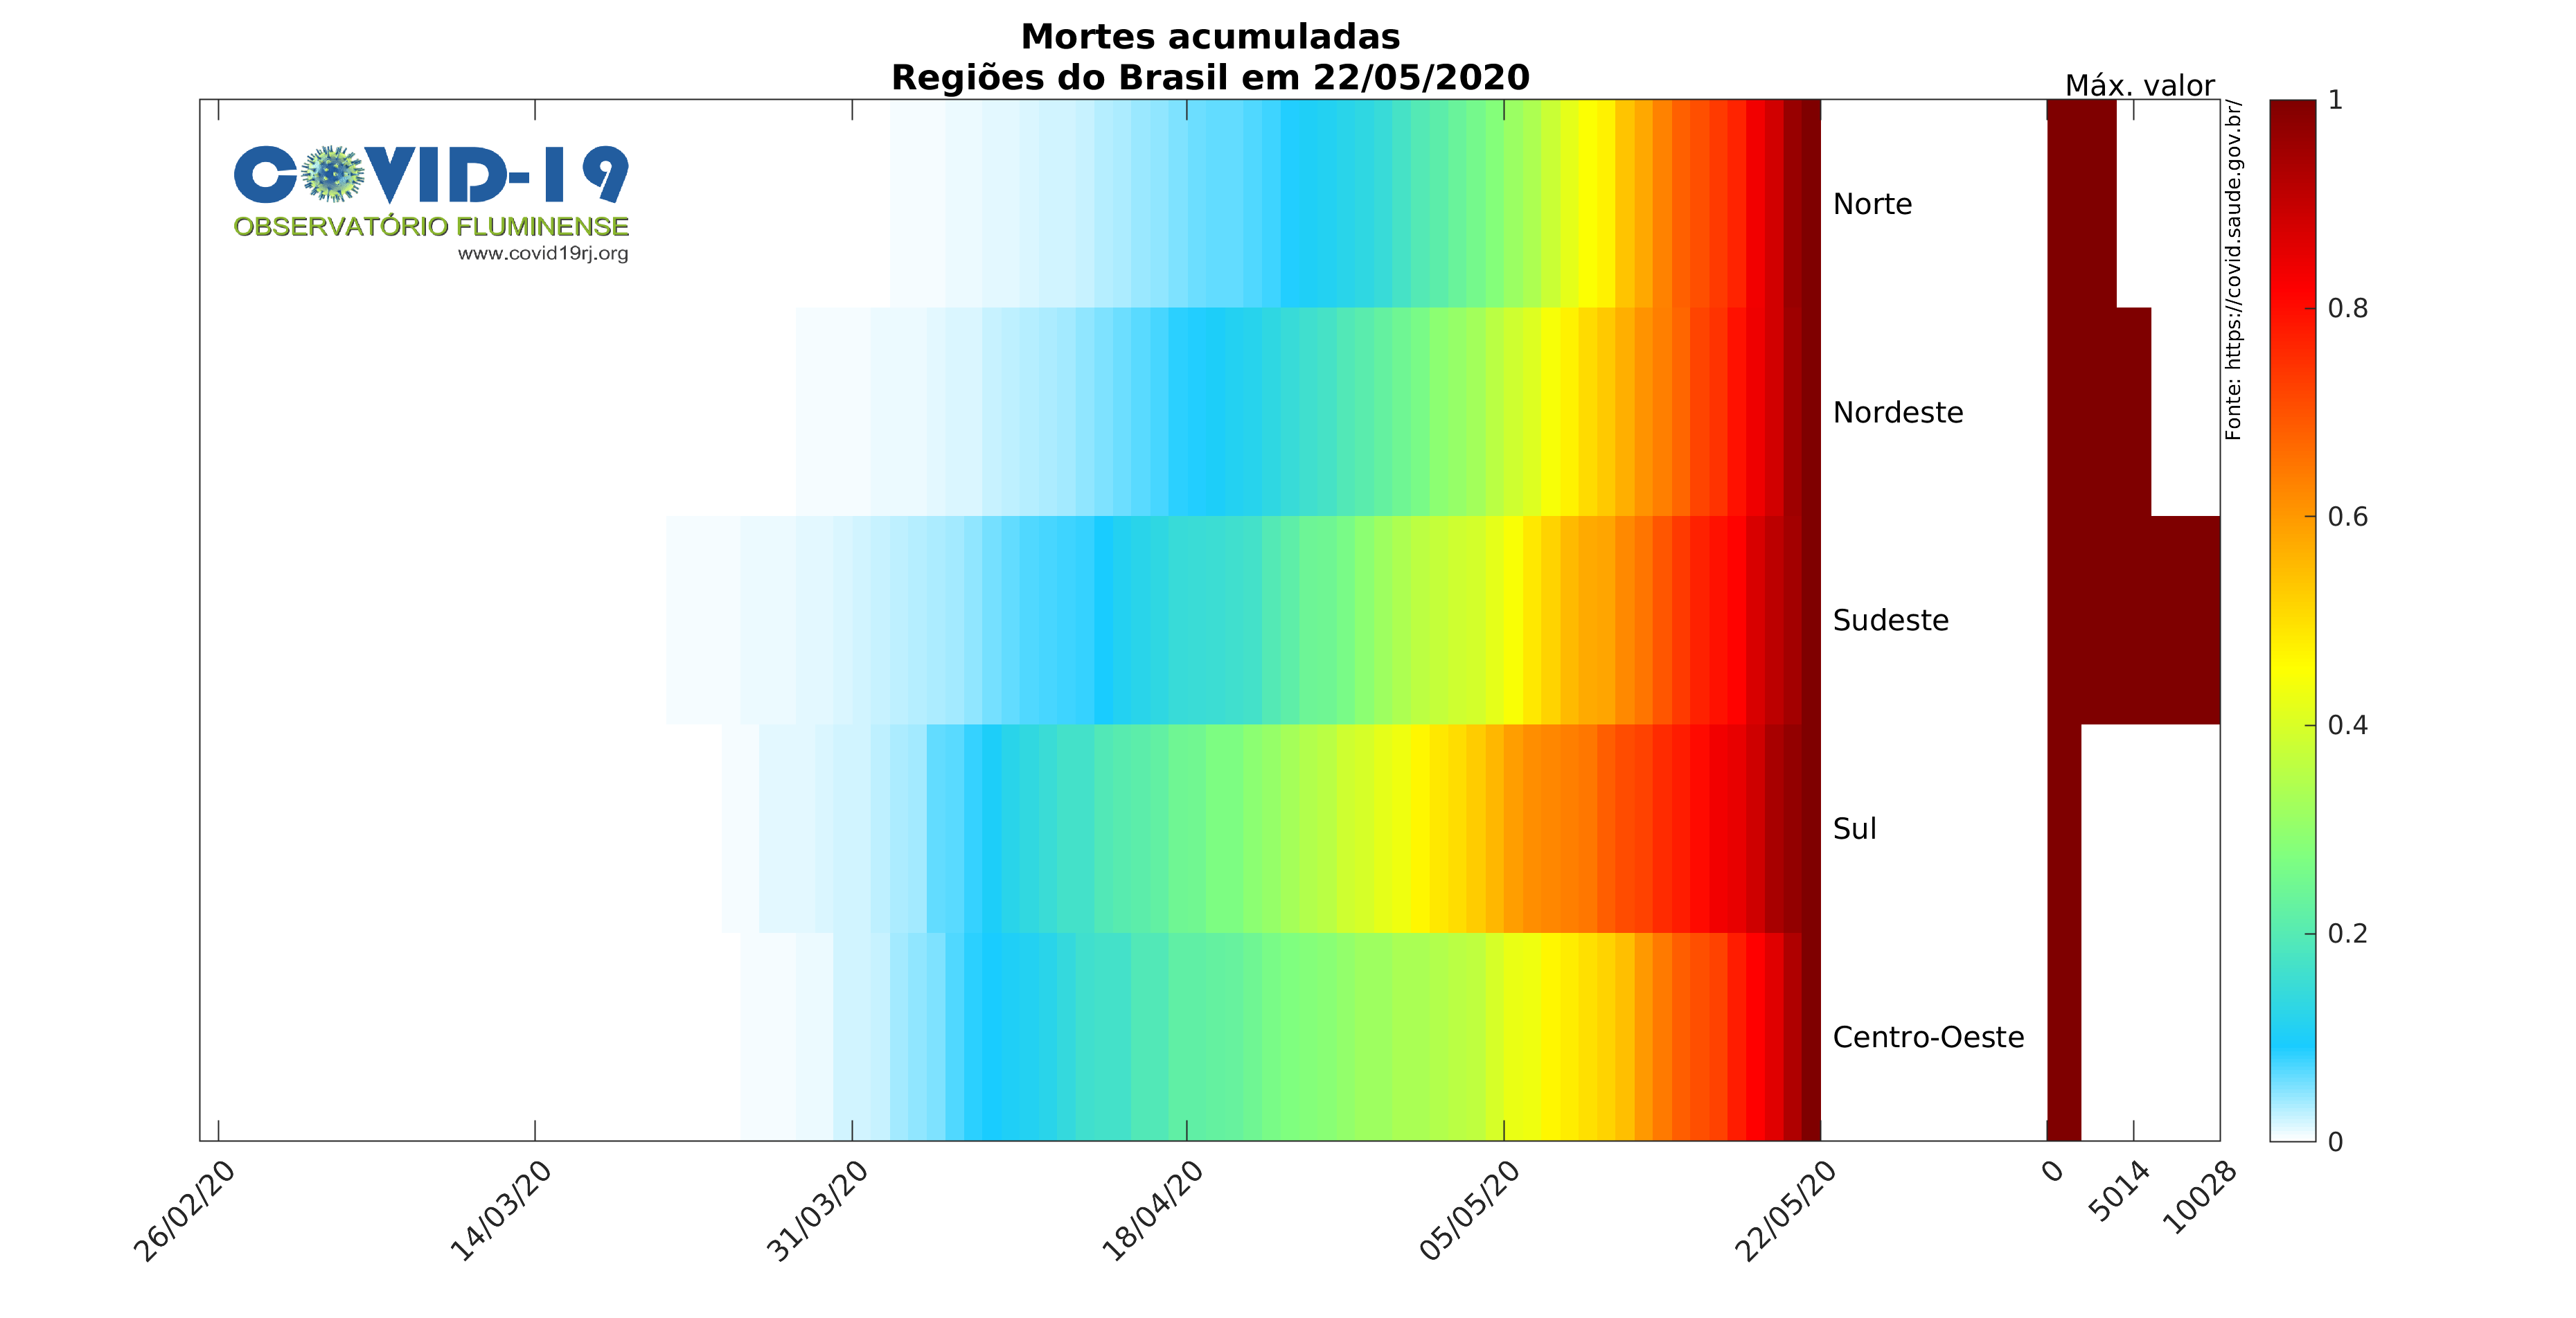 Mortes acumuladas
Regiões do Brasil em 22/05/2020
Máx. valor
COVID-19
OBSERVATÓRIO FLUMINENSE
www.covid19rj.org
Norte
Nordeste
Sudeste
Sul
Centro-Oeste
Fonte: https://covid.saude.gov.br/
1
0.8
0.6
0.4
0.2
0
26/02/20
14/03/20
31/03/20
18/04/20
05/05/20
22/05/20
0
5014
10028